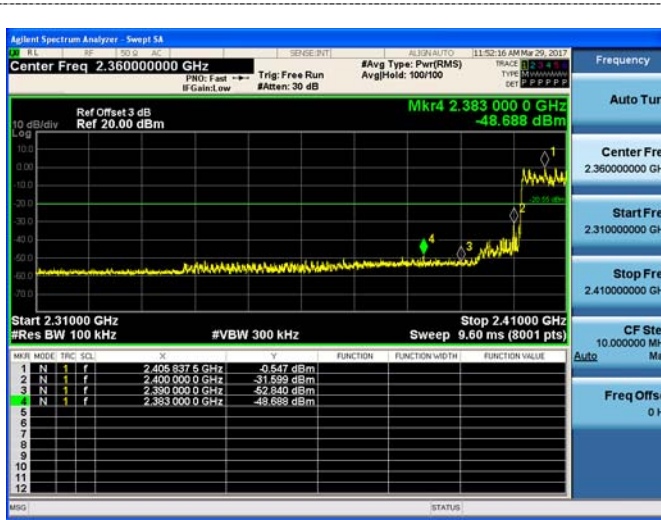 Agilent Spectrum Analyzer - Swept SA
RL RF 50 Ω AC SENSE:INT ALIGN AUTO 11:52:16 AM Mar 29, 2017
Center Freq 2.360000000 GHz
PNO: Fast
IFGain:Low
Trig: Free Run
#Atten: 30 dB
#Avg Type: Pwr(RMS)
Avg|Hold: 100/100
TRACE 1 2 3 4 5 6
TYPE M
DET P P P P P P
Ref Offset 3 dB
10 dB/div Ref 20.00 dBm
Log
Mkr4 2.383 000 0 GHz
-48.688 dBm
10.0
0.00
-10.0
-20.0
-30.0
-40.0
-50.0
-60.0
-70.0
1
2
3
4
-20.55 dBm
Start 2.31000 GHz Stop 2.41000 GHz
#Res BW 100 kHz #VBW 300 kHz Sweep 9.60 ms (8001 pts)
MKR MODE TRC SCL X Y FUNCTION FUNCTION WIDTH FUNCTION VALUE
1 N 1 f 2.405 837 5 GHz -0.547 dBm
2 N 1 f 2.400 000 0 GHz -31.599 dBm
3 N 1 f 2.390 000 0 GHz -52.840 dBm
4 N 1 f 2.383 000 0 GHz -48.688 dBm
5
6
7
8
9
10
11
12
MSG STATUS
Frequency
Auto Tun
Center Fre
2.360000000 GH
Start Fre
2.310000000 GH
Stop Fre
2.410000000 GH
CF Ste
10.000000 MH
Auto Ma
Freq Offse
0 H